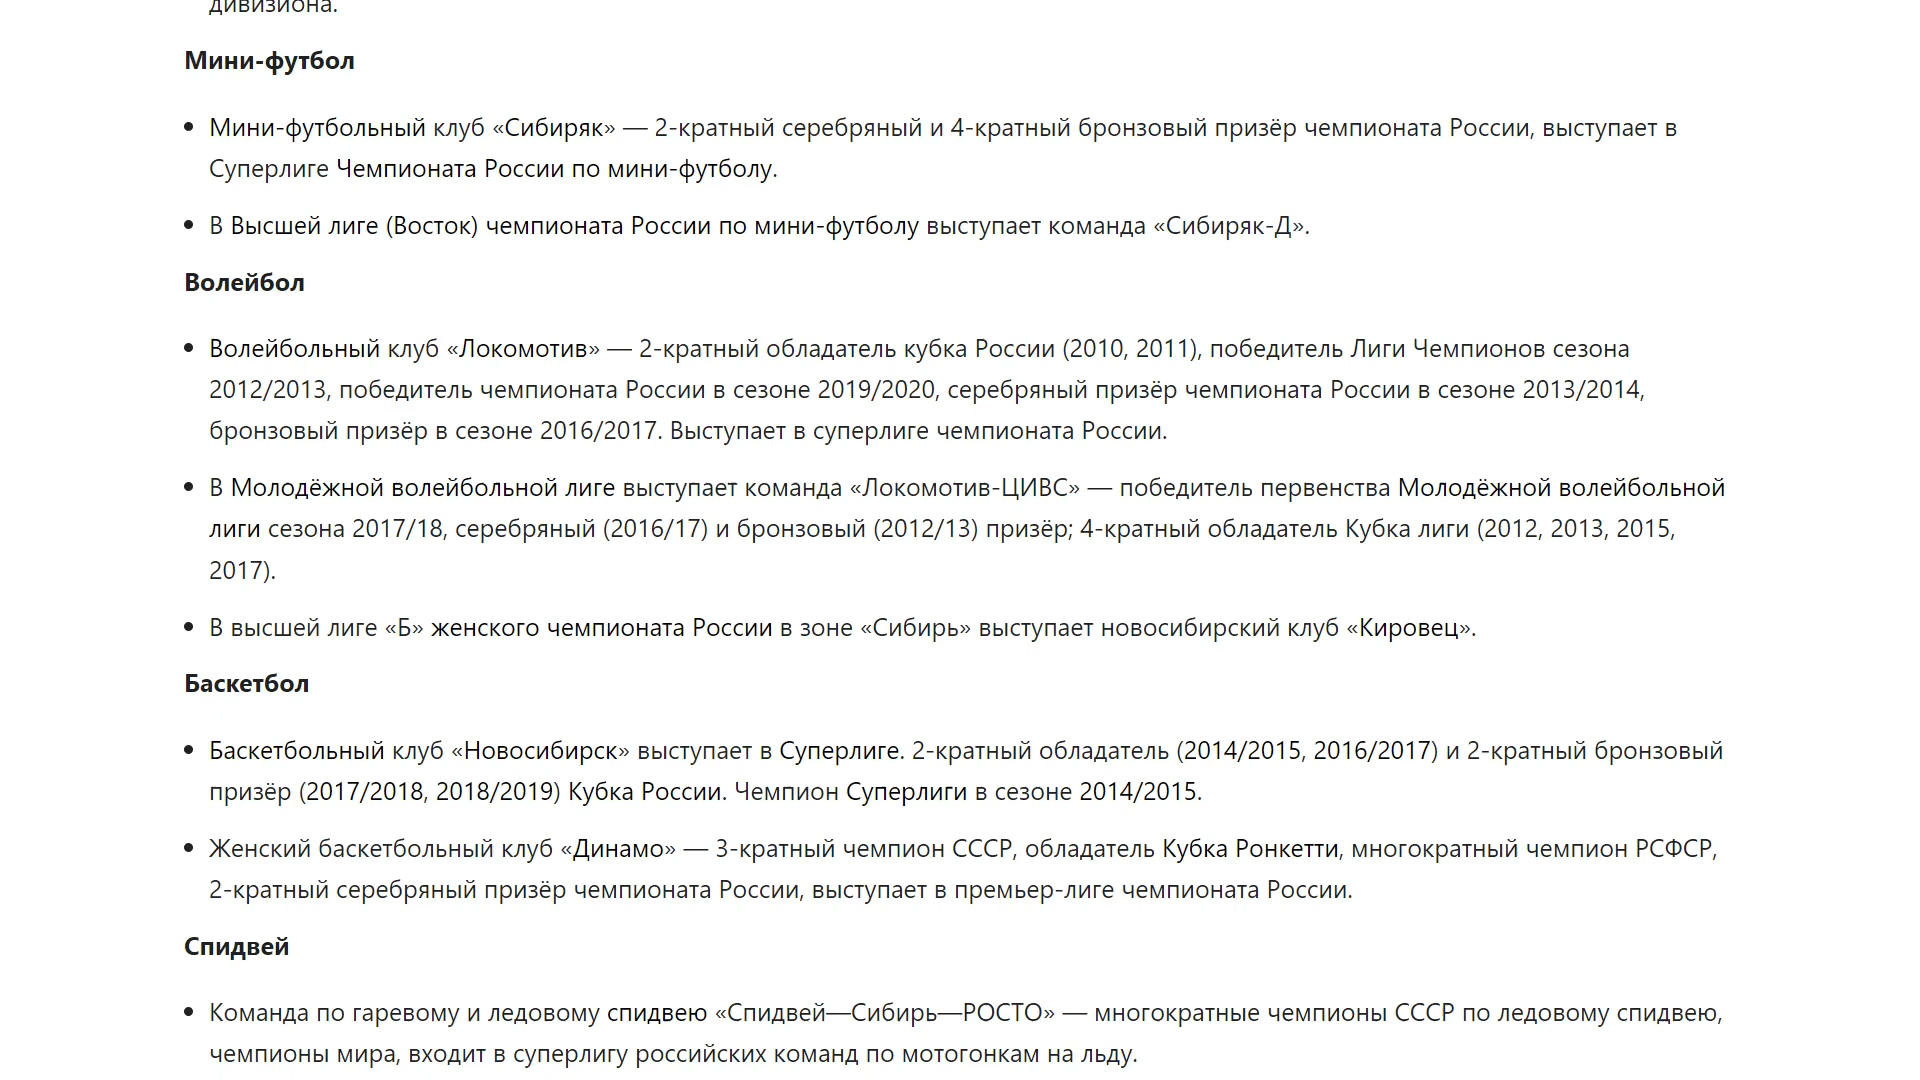 дивизиона.
Мини-футбол
Мини-футбольный клуб «Сибиряк» — 2-кратный серебряный и 4-кратный бронзовый призёр чемпионата России, выступает в
Суперлиге Чемпионата России по мини-футболу.
В Высшей лиге (Восток) чемпионата России по мини-футболу выступает команда «Сибиряк-Д».
Волейбол
Волейбольный клуб «Локомотив» — 2-кратный обладатель кубка России (2010, 2011), победитель Лиги Чемпионов сезона
2012/2013, победитель чемпионата России в сезоне 2019/2020, серебряный призёр чемпионата России в сезоне 2013/2014,
бронзовый призёр в сезоне 2016/2017. Выступает в суперлиге чемпионата России.
В Молодёжной волейбольной лиге выступает команда «Локомотив-ЦИВС» — победитель первенства Молодёжной волейбольной
лиги сезона 2017/18, серебряный (2016/17) и бронзовый (2012/13) призёр; 4-кратный обладатель Кубка лиги (2012, 2013, 2015,
2017).
В высшей лиге «Б» женского чемпионата России в зоне «Сибирь» выступает новосибирский клуб «Кировец».
Баскетбол
Баскетбольный клуб «Новосибирск» выступает в Суперлиге. 2-кратный обладатель (2014/2015, 2016/2017) и 2-кратный бронзовый
призёр (2017/2018, 2018/2019) Кубка России. Чемпион Суперлиги в сезоне 2014/2015.
Женский баскетбольный клуб «Динамо» — 3-кратный чемпион СССР, обладатель Кубка Ронкетти, многократный чемпион РСФСР,
2-кратный серебряный призёр чемпионата России, выступает в премьер-лиге чемпионата России.
Спидвей
Команда по гаревому и ледовому спидвею «Спидвей—Сибирь—РОСТО» — многократные чемпионы СССР по ледовому спидвею,
чемпионы мира, входит в суперлигу российских команд по мотогонкам на льду.